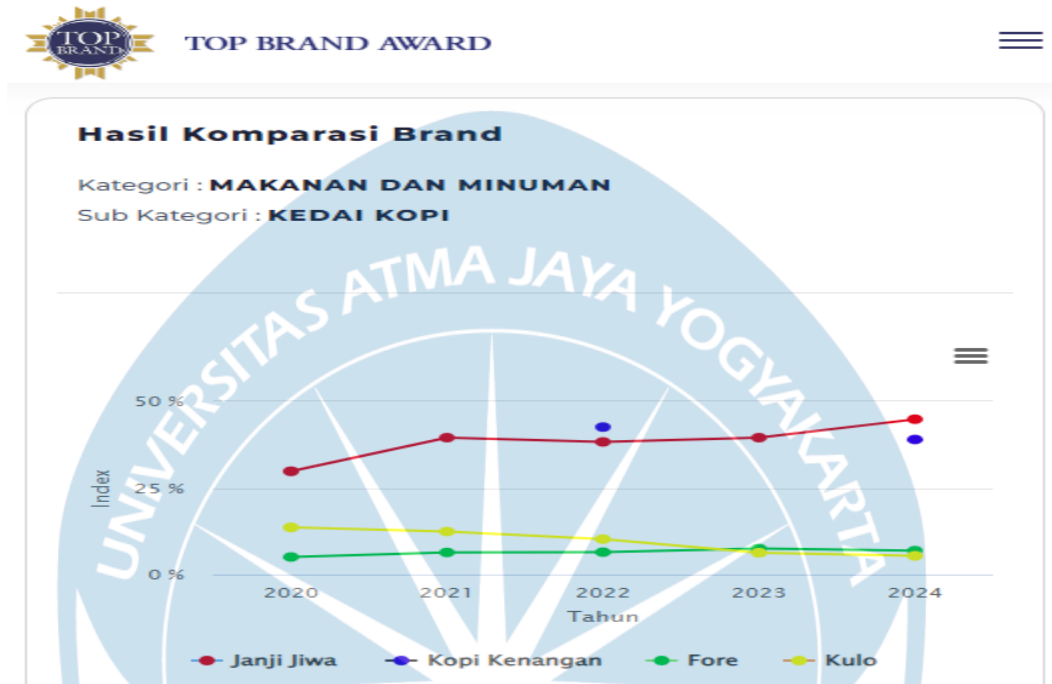 TOP
BRAND
TOP BRAND AWARD
Hasil Komparasi Brand
Kategori : MAKANAN DAN MINUMAN
Sub Kategori : KEDAI KOPI
UNIVERSITAS ATMA JAYA YOGYAKARTA
50 %
25 %
0 %
Index
2020 2021 2022 2023 2024
Tahun
Janji Jiwa Kopi Kenangan Fore Kulo